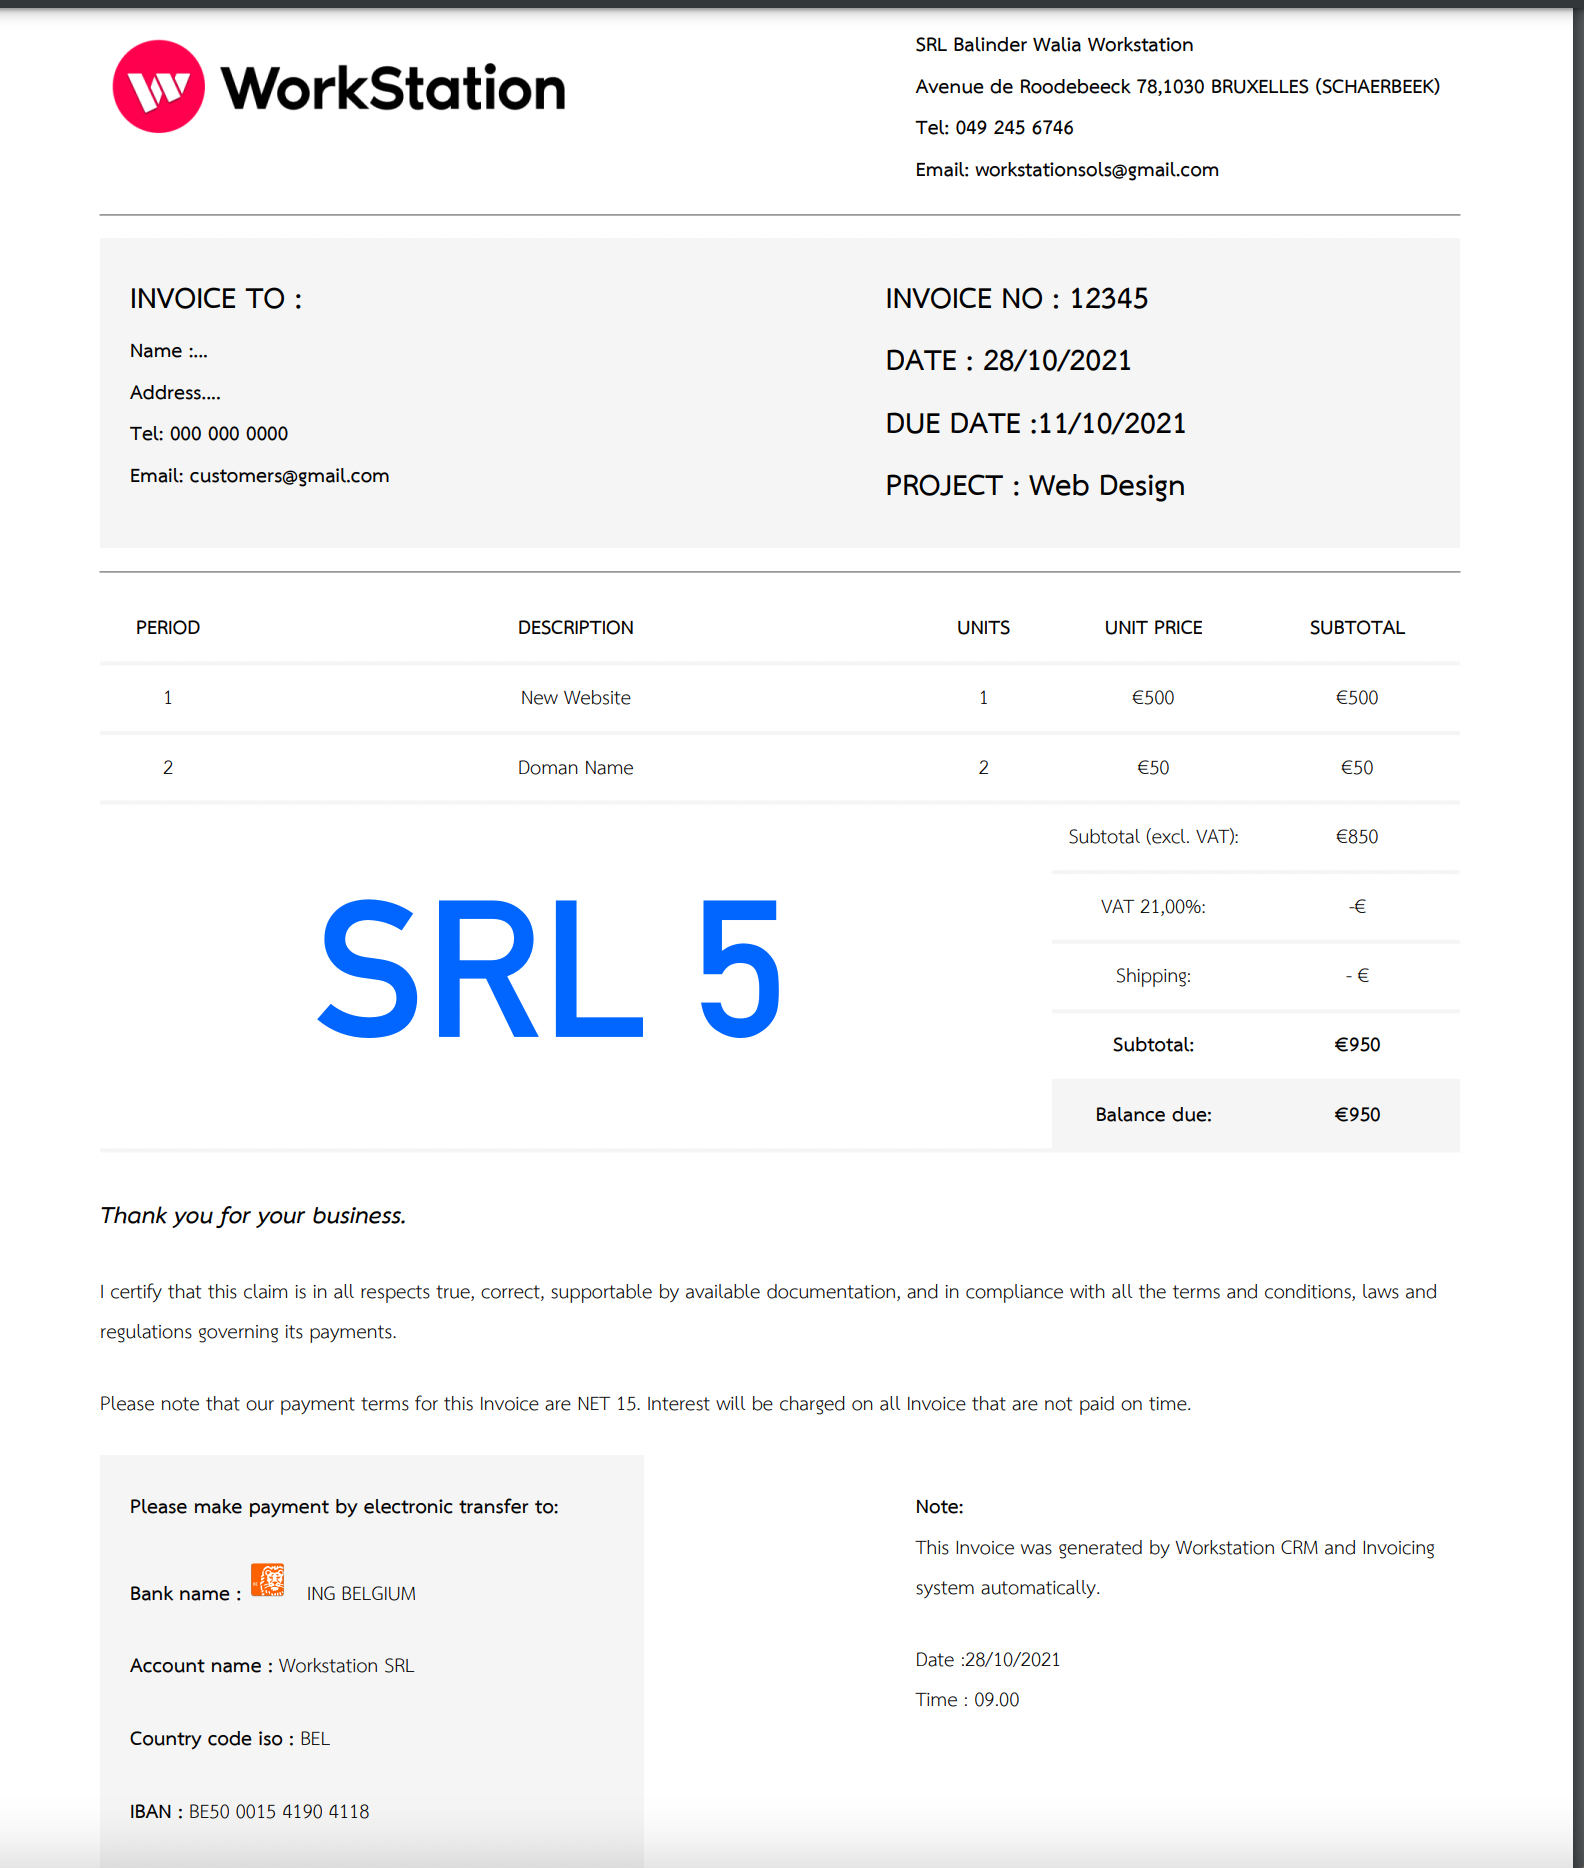 WorkStation
SRL Balinder Walia Workstation
Avenue de Roodebeeck 78,1030 BRUXELLES (SCHAERBEEK)
Tel: 049 245 6746
Email: workstationsols@gmail.com
INVOICE TO :
Name :...
Address....
Tel: 000 000 0000
Email: customers@gmail.com
INVOICE NO : 12345
DATE : 28/10/2021
DUE DATE :11/10/2021
PROJECT : Web Design
PERIOD DESCRIPTION UNITS UNIT PRICE SUBTOTAL
1 New Website 1 €500 €500
2 Doman Name 2 €50 €50
Subtotal (excl. VAT): €850
VAT 21,00%: -€
Shipping: - €
Subtotal: €950
Balance due: €950
SRL 5
Thank you for your business.
I certify that this claim is in all respects true, correct, supportable by available documentation, and in compliance with all the terms and conditions, laws and
regulations governing its payments.
Please note that our payment terms for this Invoice are NET 15. Interest will be charged on all Invoice that are not paid on time.
Please make payment by electronic transfer to:
Bank name : ING BELGIUM
Account name : Workstation SRL
Country code iso : BEL
IBAN : BE50 0015 4190 4118
Note:
This Invoice was generated by Workstation CRM and Invoicing
system automatically.
Date :28/10/2021
Time : 09.00